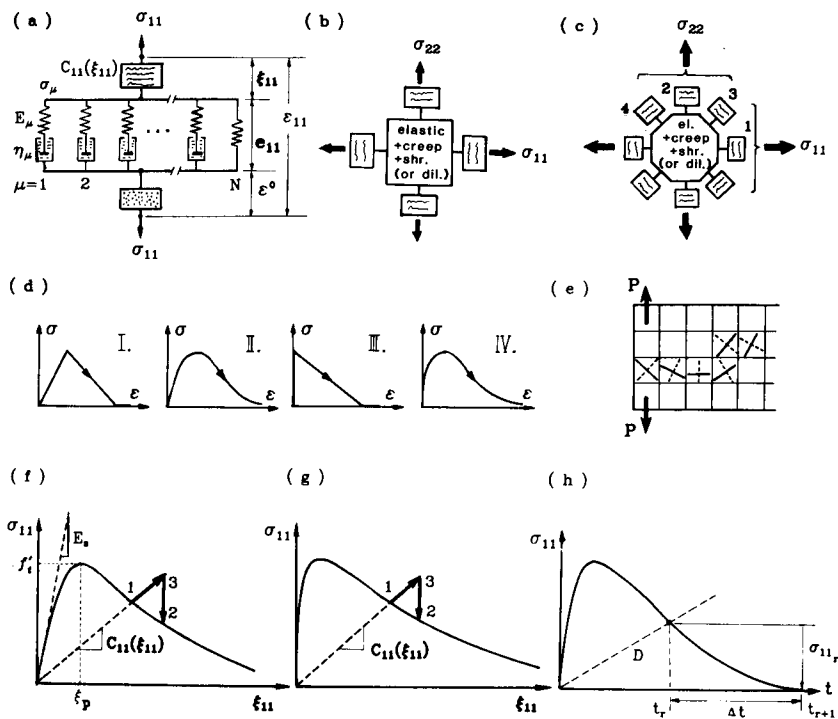 ( a )
σ₁₁
C₁₁(ξ₁₁)
σμ
Eμ
ημ
μ=1 2 N
ξ₁₁
e₁₁
ε°
ε₁₁
σ₁₁
( b )
σ₂₂
elastic
+creep
+shr.
(or dil.)
σ₁₁
( c )
σ₂₂
4 2 3 1
el.
+creep
+shr.
(or dil.)
σ₁₁
( d )
σ I. ε
σ II. ε
σ III. ε
σ IV. ε
( e )
P
P
( f )
σ₁₁
Eₛ
f′ₜ
1 3
2
C₁₁(ξ₁₁)
ξₚ ξ₁₁
( g )
σ₁₁
1 3
2
C₁₁(ξ₁₁)
ξ₁₁
( h )
σ₁₁
D
σ₁₁ᵣ
t
tᵣ Δt tᵣ₊₁